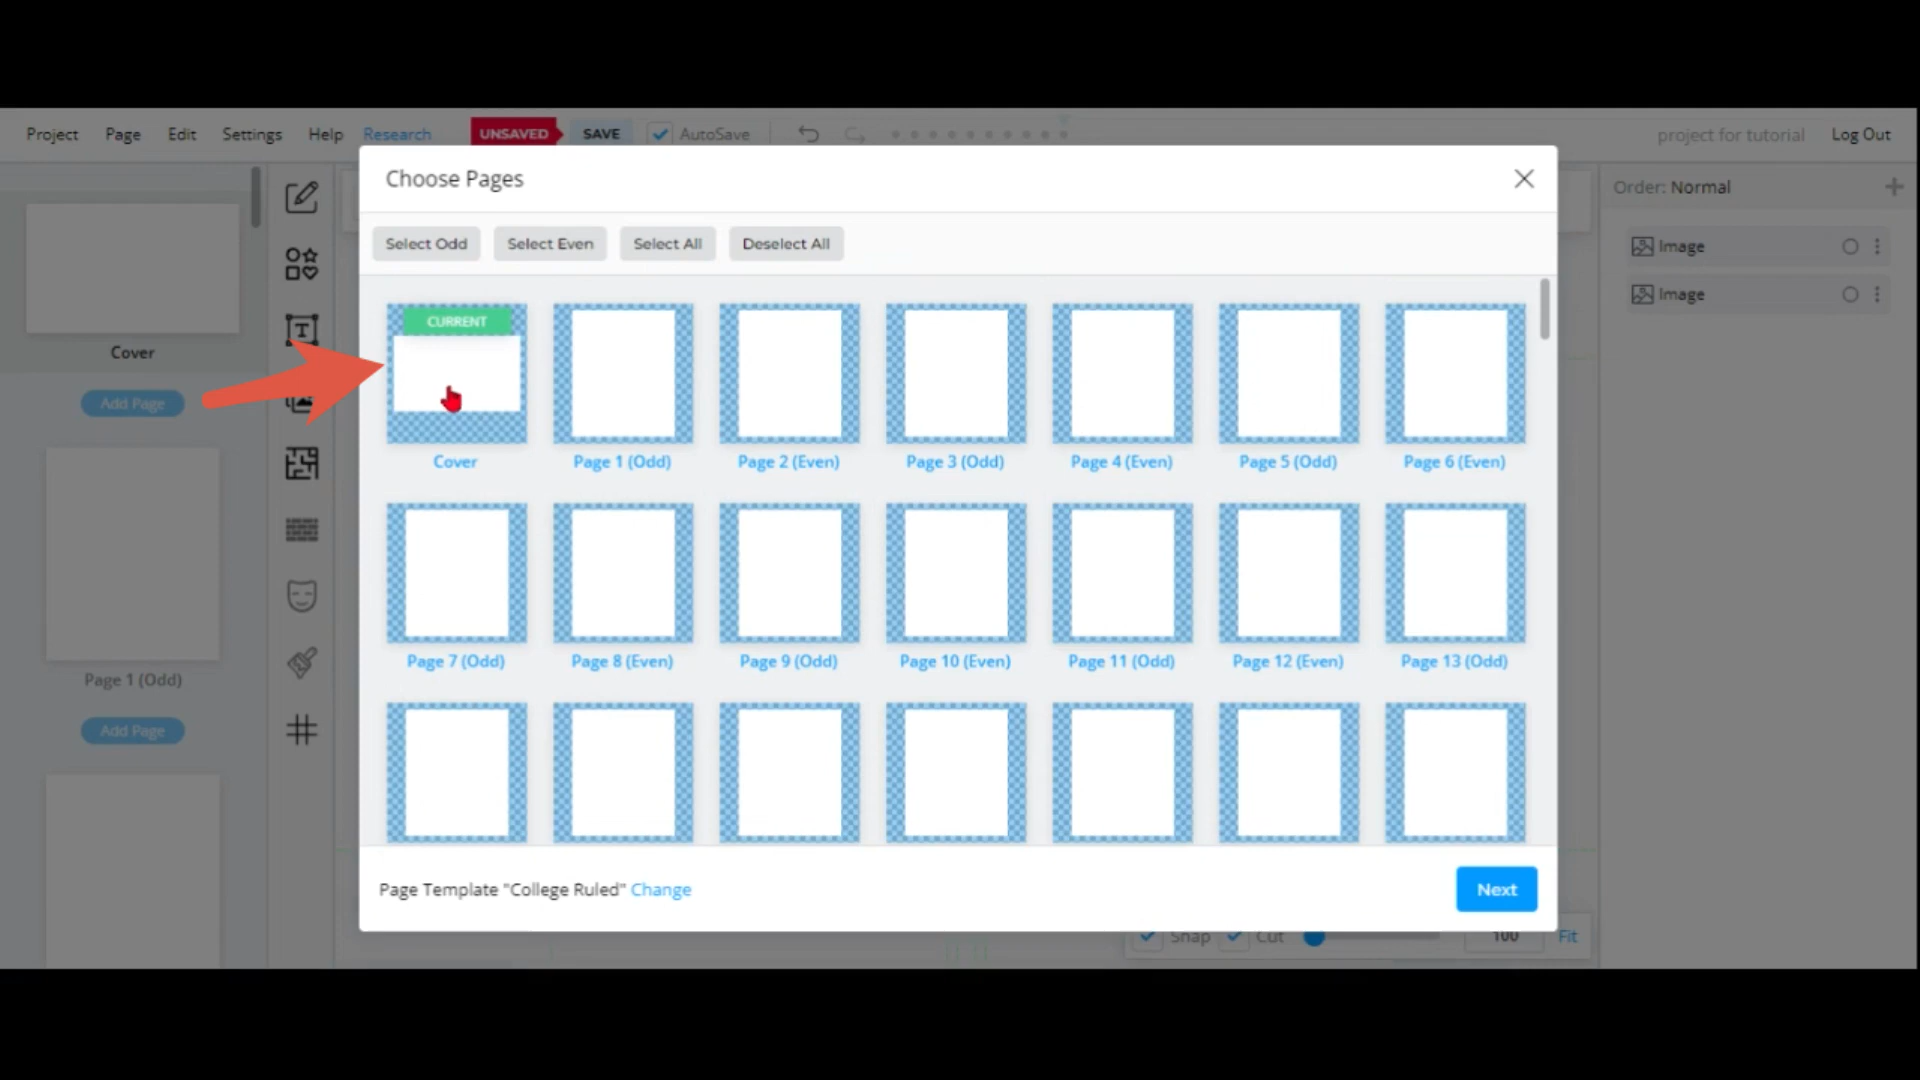 Project Page Edit Settings Help Research UNSAVED SAVE AutoSave project for tutorial Log Out
Choose Pages
Order: Normal
Select Odd Select Even Select All Deselect All
Image
Image
CURRENT
Cover
Add Page
Cover Page 1 (Odd) Page 2 (Even) Page 3 (Odd) Page 4 (Even) Page 5 (Odd) Page 6 (Even)
Page 7 (Odd) Page 8 (Even) Page 9 (Odd) Page 10 (Even) Page 11 (Odd) Page 12 (Even) Page 13 (Odd)
Page 1 (Odd)
Add Page
Page Template "College Ruled" Change
Next
Snap Cut 100 Fit